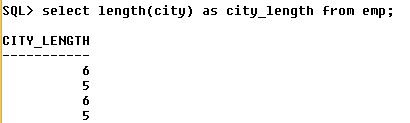 SQL> select length(city) as city_length from emp;
CITY_LENGTH
-----------
6
5
6
5